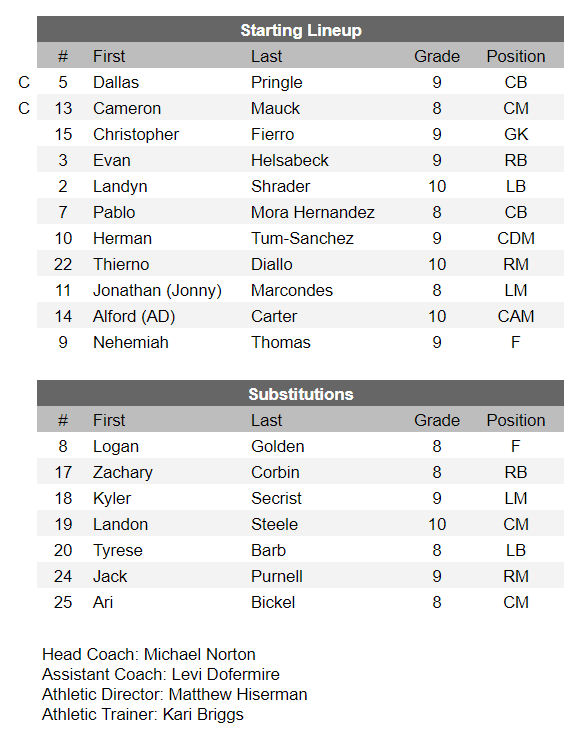 Starting Lineup
# First Last Grade Position
C 5 Dallas Pringle 9 CB
C 13 Cameron Mauck 8 CM
15 Christopher Fierro 9 GK
3 Evan Helsabeck 9 RB
2 Landyn Shrader 10 LB
7 Pablo Mora Hernandez 8 CB
10 Herman Tum-Sanchez 9 CDM
22 Thierno Diallo 10 RM
11 Jonathan (Jonny) Marcondes 8 LM
14 Alford (AD) Carter 10 CAM
9 Nehemiah Thomas 9 F
Substitutions
# First Last Grade Position
8 Logan Golden 8 F
17 Zachary Corbin 8 RB
18 Kyler Secrist 9 LM
19 Landon Steele 10 CM
20 Tyrese Barb 8 LB
24 Jack Purnell 9 RM
25 Ari Bickel 8 CM
Head Coach: Michael Norton
Assistant Coach: Levi Dofermire
Athletic Director: Matthew Hiserman
Athletic Trainer: Kari Briggs